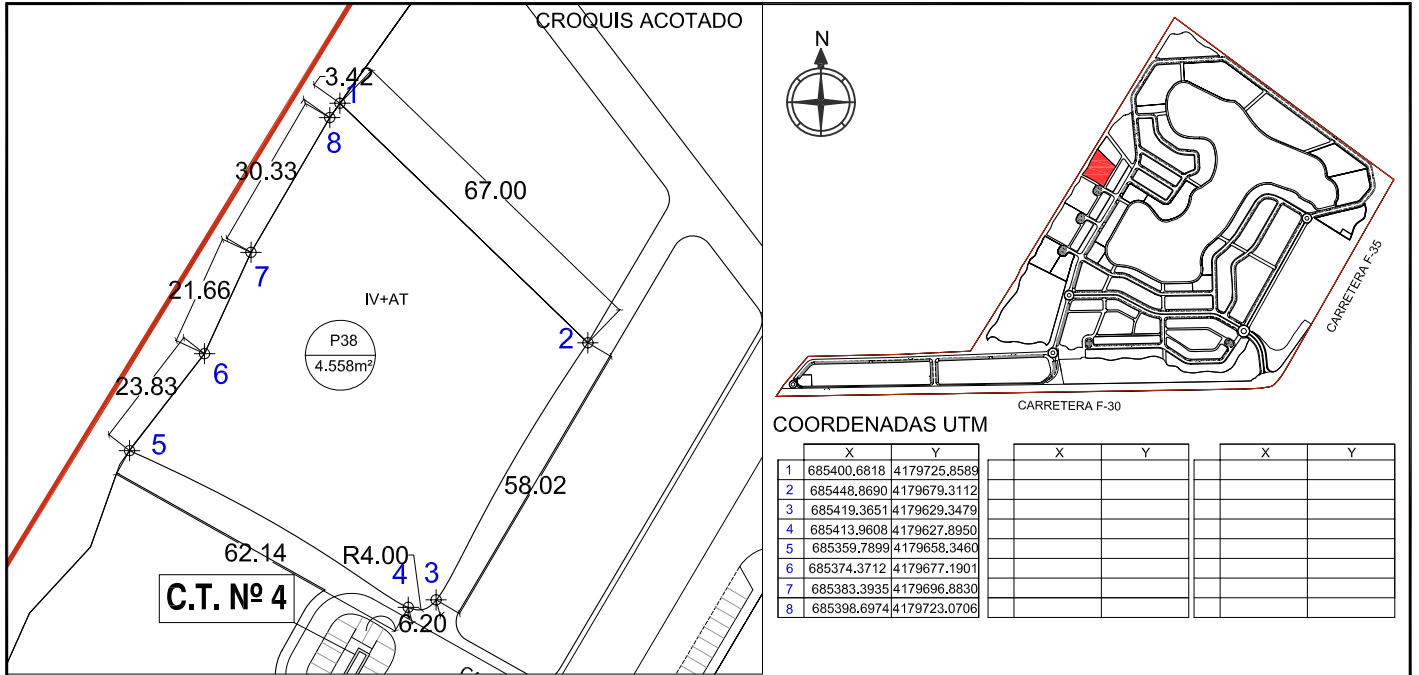 CROQUIS ACOTADO
3.42
1
8
30.33
67.00
7
21.66
IV+AT
P38
4.558m²
2
6
23.83
5
58.02
62.14
R4.00
4
3
6.20
C.T. Nº 4
N
CARRETERA F-35
CARRETERA F-30
COORDENADAS UTM
X Y X Y X Y
1 685400.6818 4179725.8589
2 685448.8690 4179679.3112
3 685419.3651 4179629.3479
4 685413.9608 4179627.8950
5 685359.7899 4179658.3460
6 685374.3712 4179677.1901
7 685383.3935 4179696.8830
8 685398.6974 4179723.0706